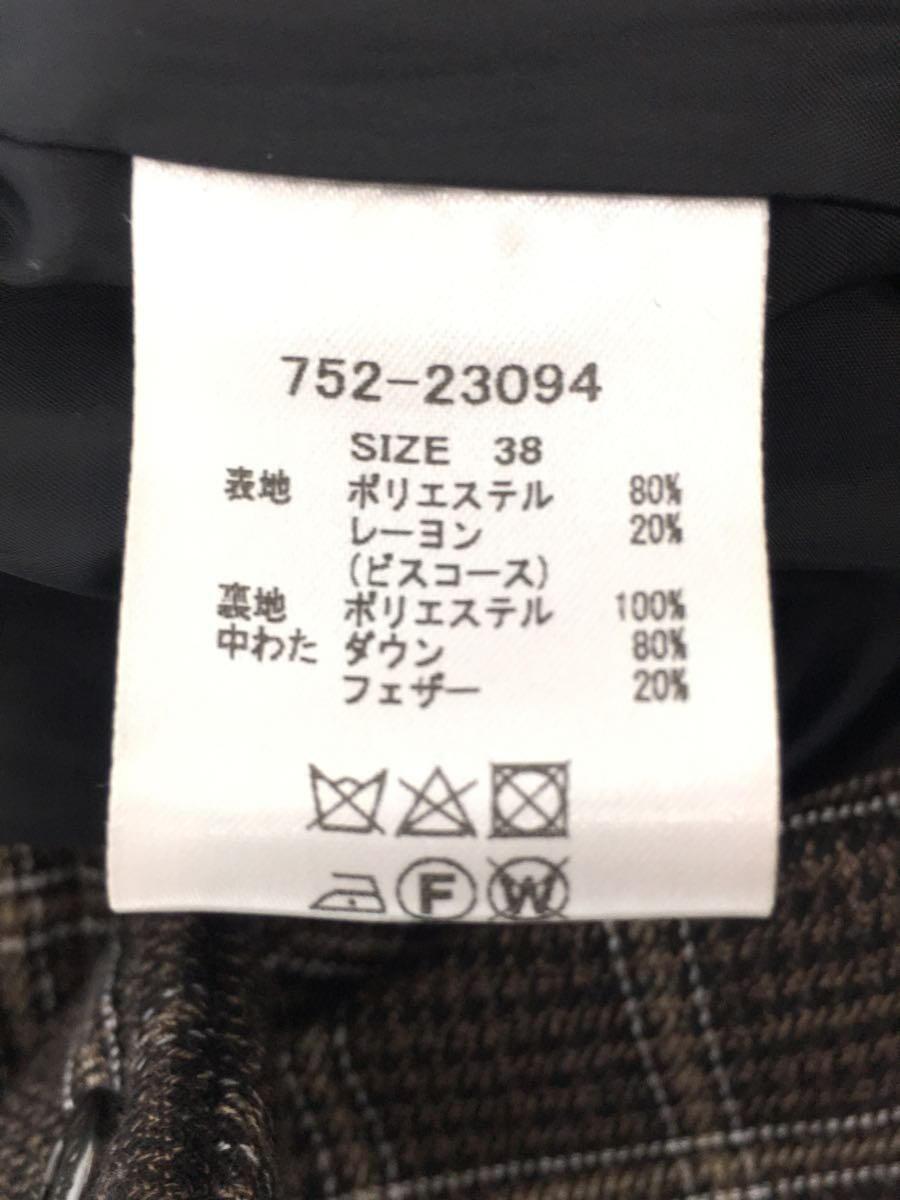 752-23094
SIZE 38
表地 ポリエステル 80%
レーヨン 20%
(ビスコース)
裏地 ポリエステル 100%
中わた ダウン 80%
フェザー 20%
F W